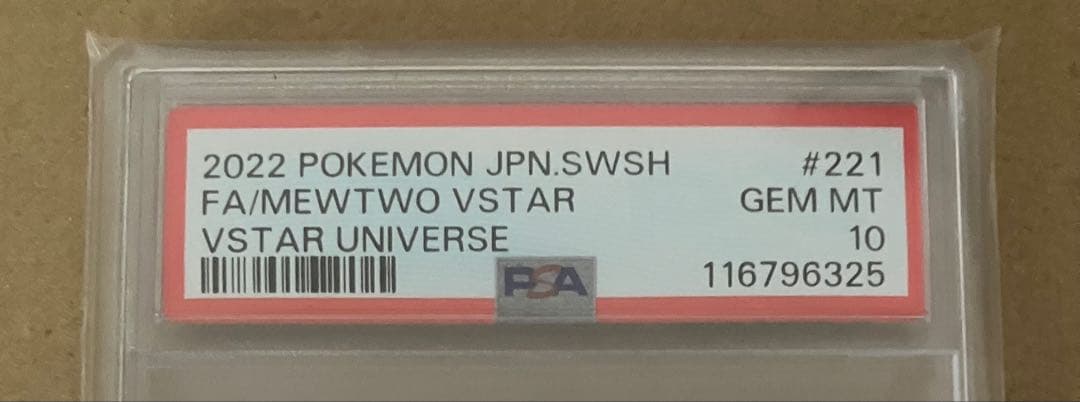 2022 POKEMON JPN.SWSH #221
FA/MEWTWO VSTAR GEM MT
VSTAR UNIVERSE 10
PSA 116796325